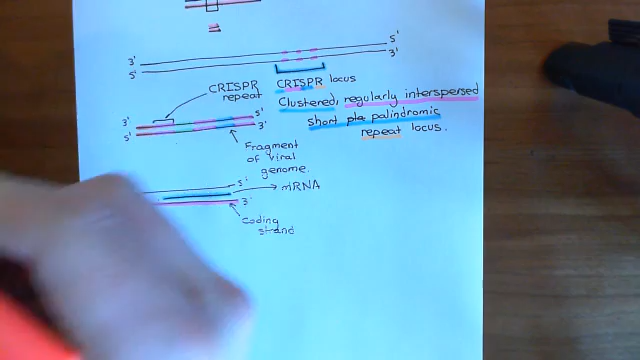 5'
3'
3'
5'
CRISPR
repeat
CRISPR locus
Clustered, regularly interspersed
short pla palindromic
repeat locus.
3'
5'
5'
3'
Fragment
of viral
genome.
5'
mRNA
3'
Coding
strand